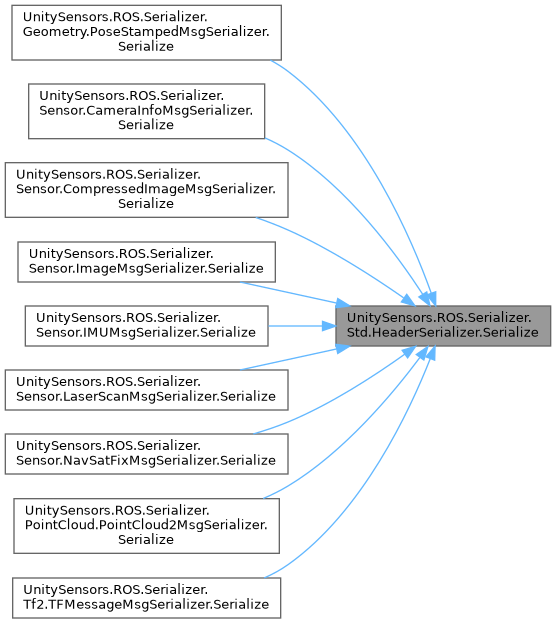 UnitySensors.ROS.Serializer.
Geometry.PoseStampedMsgSerializer.
Serialize
UnitySensors.ROS.Serializer.
Sensor.CameraInfoMsgSerializer.
Serialize
UnitySensors.ROS.Serializer.
Sensor.CompressedImageMsgSerializer.
Serialize
UnitySensors.ROS.Serializer.
Sensor.ImageMsgSerializer.Serialize
UnitySensors.ROS.Serializer.
Sensor.IMUMsgSerializer.Serialize
UnitySensors.ROS.Serializer.
Std.HeaderSerializer.Serialize
UnitySensors.ROS.Serializer.
Sensor.LaserScanMsgSerializer.Serialize
UnitySensors.ROS.Serializer.
Sensor.NavSatFixMsgSerializer.Serialize
UnitySensors.ROS.Serializer.
PointCloud.PointCloud2MsgSerializer.
Serialize
UnitySensors.ROS.Serializer.
Tf2.TFMessageMsgSerializer.Serialize